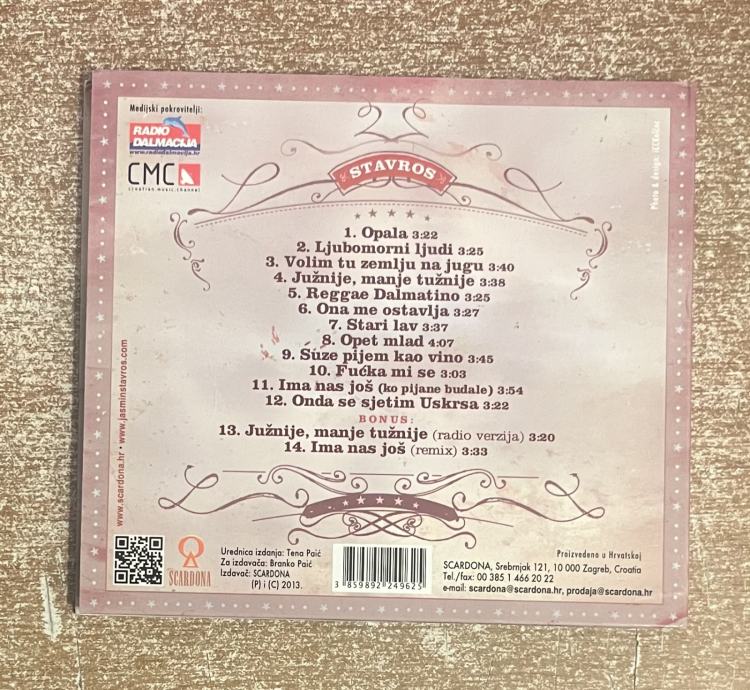 Medijski pokrovitelji:
RADIO
DALMACIJA
www.radiodalmacija.hr
CMC
croatian.music.channel
STAVROS
1. Opala 3:22
2. Ljubomorni ljudi 3:25
3. Volim tu zemlju na jugu 3:40
4. Južnije, manje tužnije 3:38
5. Reggae Dalmatino 3:25
6. Ona me ostavlja 3:27
7. Stari lav 3:37
8. Opet mlad 4:07
9. Suze pijem kao vino 3:45
10. Fućka mi se 3:03
11. Ima nas još (ko pijane budale) 3:54
12. Onda se sjetim Uskrsa 3:22
BONUS:
13. Južnije, manje tužnije (radio verzija) 3:20
14. Ima nas još (remix) 3:33
www.scardona.hr • www.jasminstavros.com
Photo & design:
SCARDONA
Urednica izdanja: Tena Paić
Za izdavača: Branko Paić
Izdavač: SCARDONA
(P) i (C) 2013.
3 859892 249625
Proizvedeno u Hrvatskoj
SCARDONA, Srebrnjak 121, 10 000 Zagreb, Croatia
Tel./fax: 00 385 1 466 20 22
e-mail: scardona@scardona.hr, prodaja@scardona.hr